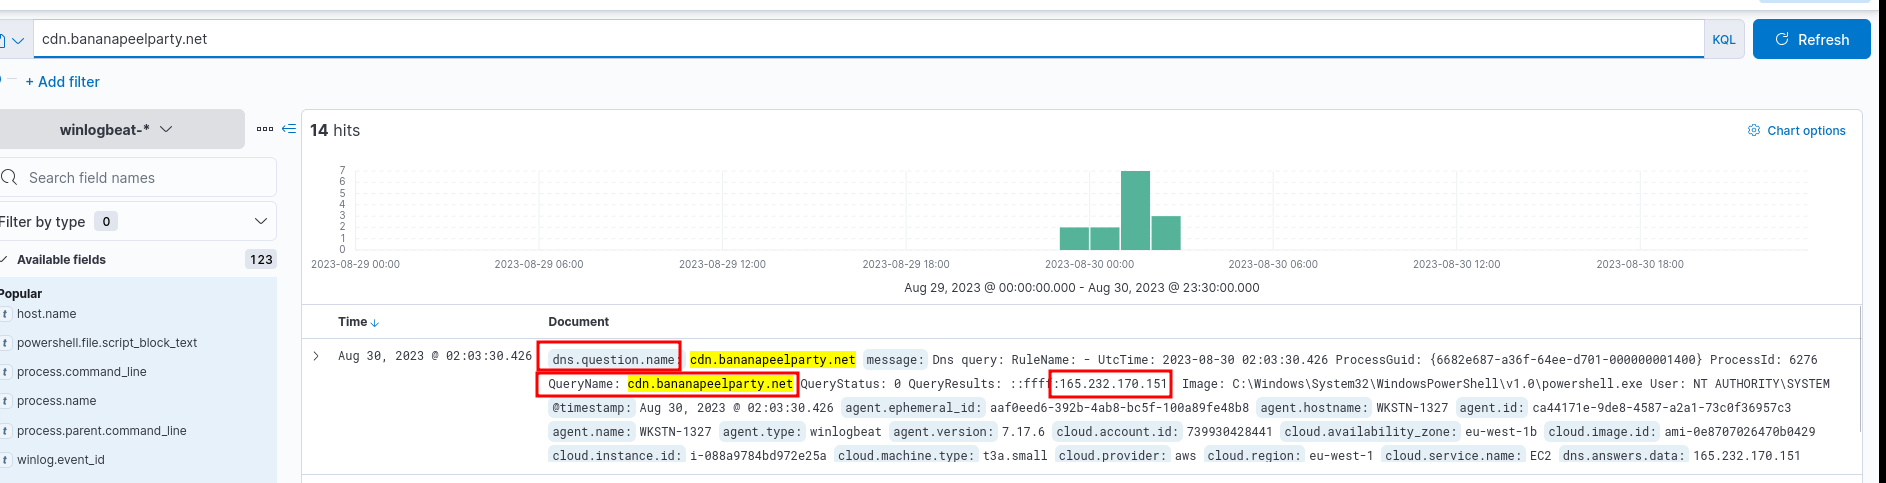 cdn.bananapeelparty.net
KQL
Refresh
+ Add filter
winlogbeat-*
14 hits
Chart options
Search field names
Filter by type 0
Available fields 123
Popular
host.name
powershell.file.script_block_text
process.command_line
process.name
process.parent.command_line
winlog.event_id
7
6
5
4
3
2
1
0
2023-08-29 00:00 2023-08-29 06:00 2023-08-29 12:00 2023-08-29 18:00 2023-08-30 00:00 2023-08-30 06:00 2023-08-30 12:00 2023-08-30 18:00
Aug 29, 2023 @ 00:00:00.000 - Aug 30, 2023 @ 23:30:00.000
Time Document
Aug 30, 2023 @ 02:03:30.426
dns.question.name: cdn.bananapeelparty.net message: Dns query: RuleName: - UtcTime: 2023-08-30 02:03:30.426 ProcessGuid: {6682e687-a36f-64ee-d701-000000001400} ProcessId: 6276
QueryName: cdn.bananapeelparty.net QueryStatus: 0 QueryResults: ::ffff:165.232.170.151 Image: C:\Windows\System32\WindowsPowerShell\v1.0\powershell.exe User: NT AUTHORITY\SYSTEM
@timestamp: Aug 30, 2023 @ 02:03:30.426 agent.ephemeral_id: aaf0eed6-392b-4ab8-bc5f-100a89fe48b8 agent.hostname: WKSTN-1327 agent.id: ca44171e-9de8-4587-a2a1-73c0f36957c3
agent.name: WKSTN-1327 agent.type: winlogbeat agent.version: 7.17.6 cloud.account.id: 739930428441 cloud.availability_zone: eu-west-1b cloud.image.id: ami-0e8707026470b0429
cloud.instance.id: i-088a9784bd972e25a cloud.machine.type: t3a.small cloud.provider: aws cloud.region: eu-west-1 cloud.service.name: EC2 dns.answers.data: 165.232.170.151